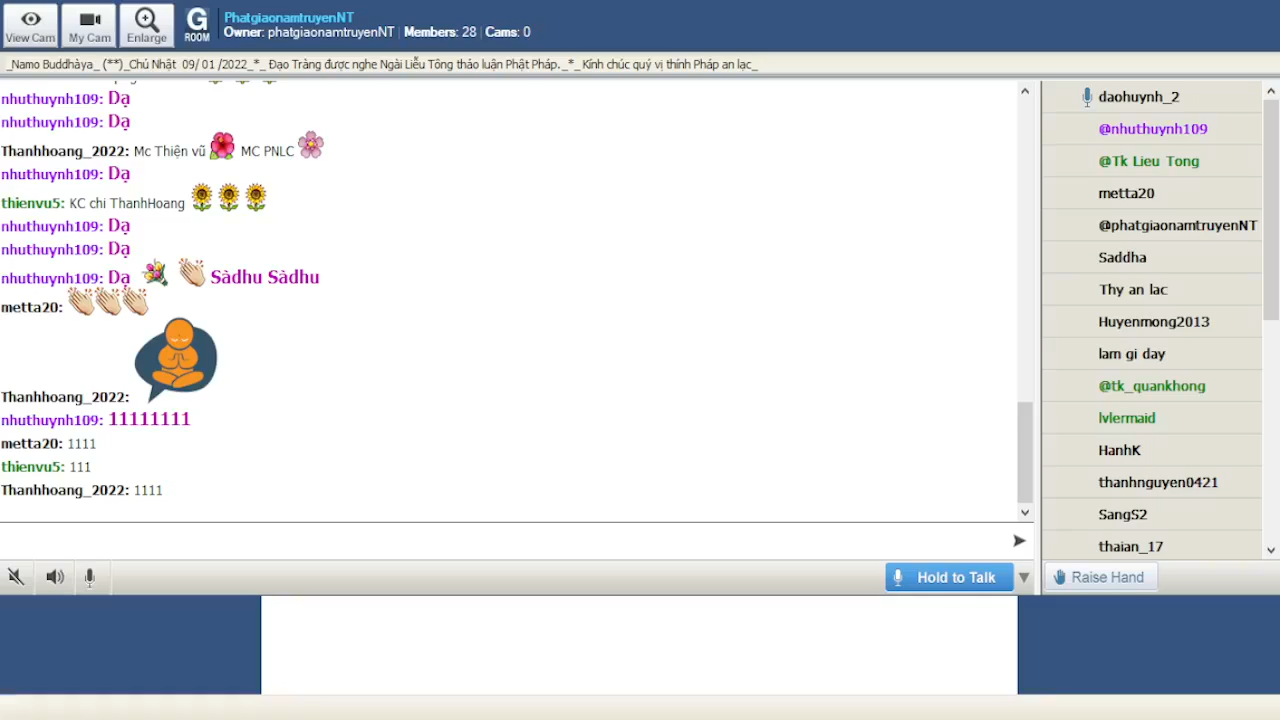 View Cam
My Cam
Enlarge
G
ROOM
PhatgiaonamtruyenNT
Owner: phatgiaonamtruyenNT | Members: 28 | Cams: 0
_Namo Buddhàya_ (**)_Chủ Nhật 09/ 01 /2022_*_ Đạo Tràng được nghe Ngài Liễu Tông thảo luận Phật Pháp._*_ Kính chúc quý vị thính Pháp an lạc_
nhuthuynh109: Dạ
nhuthuynh109: Dạ
Thanhhoang_2022: Mc Thiện vũ MC PNLC
nhuthuynh109: Dạ
thienvu5: KC chi ThanhHoang
nhuthuynh109: Dạ
nhuthuynh109: Dạ
nhuthuynh109: Dạ Sàdhu Sàdhu
metta20:
Thanhhoang_2022:
nhuthuynh109: 11111111
metta20: 1111
thienvu5: 111
Thanhhoang_2022: 1111
Hold to Talk
daohuynh_2
@nhuthuynh109
@Tk Lieu Tong
metta20
@phatgiaonamtruyenNT
Saddha
Thy an lac
Huyenmong2013
lam gi day
@tk_quankhong
lvlermaid
HanhK
thanhnguyen0421
SangS2
thaian_17
Raise Hand